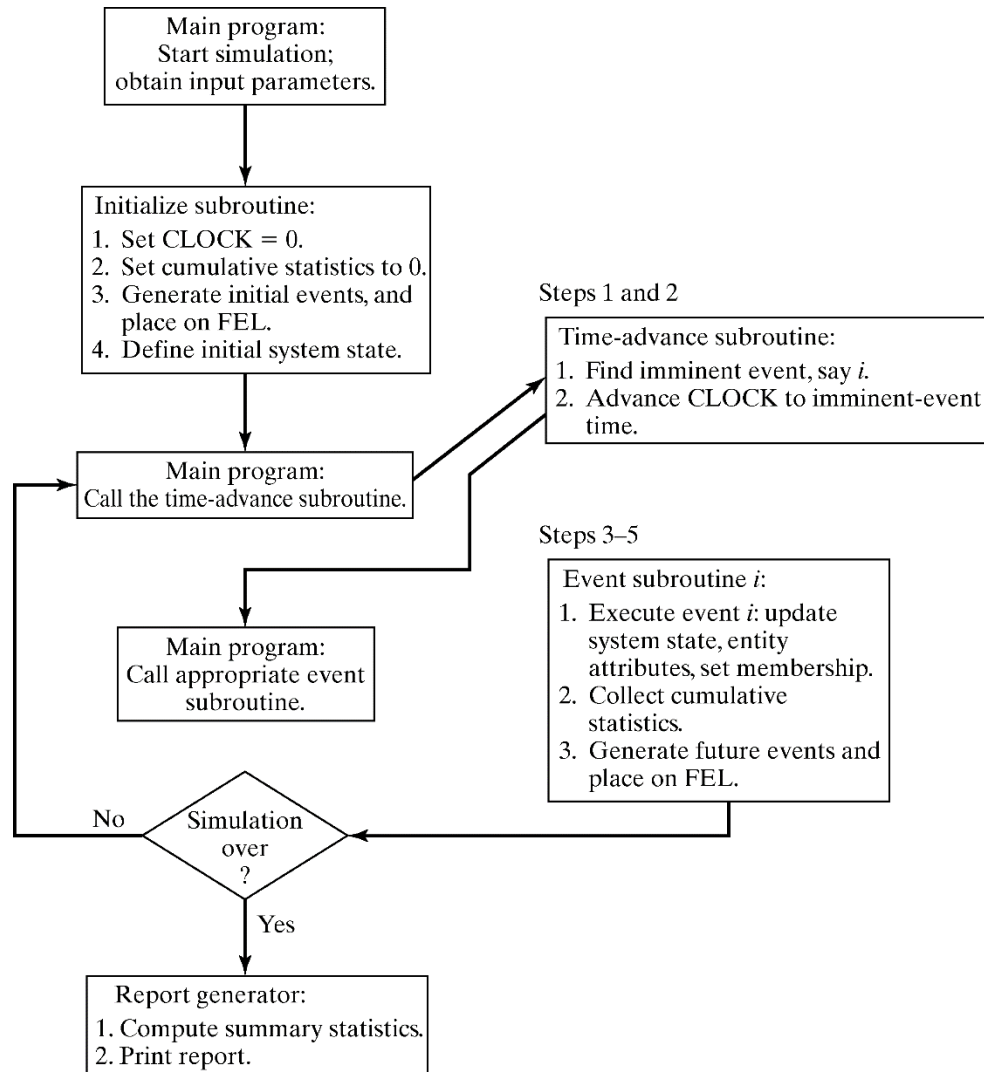 Main program:
Start simulation;
obtain input parameters.
Initialize subroutine:
1. Set CLOCK = 0.
2. Set cumulative statistics to 0.
3. Generate initial events, and
place on FEL.
4. Define initial system state.
Steps 1 and 2
Time-advance subroutine:
1. Find imminent event, say i.
2. Advance CLOCK to imminent-event
time.
Main program:
Call the time-advance subroutine.
Steps 3–5
Event subroutine i:
1. Execute event i: update
system state, entity
attributes, set membership.
2. Collect cumulative
statistics.
3. Generate future events and
place on FEL.
Main program:
Call appropriate event
subroutine.
No
Simulation
over
?
Yes
Report generator:
1. Compute summary statistics.
2. Print report.